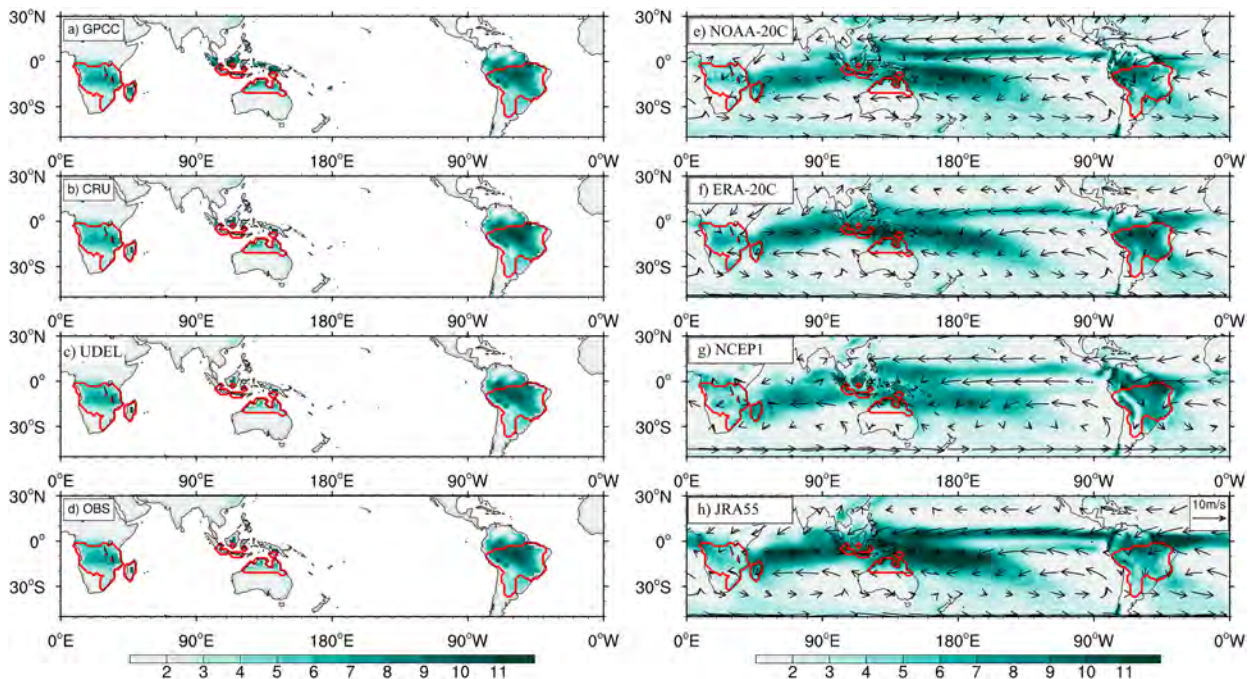 30°N
a) GPCC
0°
30°S
0°E 90°E 180°E 90°W 0°W
30°N
b) CRU
0°
30°S
0°E 90°E 180°E 90°W 0°W
30°N
c) UDEL
0°
30°S
0°E 90°E 180°E 90°W 0°W
30°N
d) OBS
0°
30°S
0°E 90°E 180°E 90°W 0°W
2 3 4 5 6 7 8 9 10 11
30°N
e) NOAA-20C
0°
30°S
0°E 90°E 180°E 90°W 0°W
30°N
f) ERA-20C
0°
30°S
0°E 90°E 180°E 90°W 0°W
30°N
g) NCEP1
0°
30°S
0°E 90°E 180°E 90°W 0°W
30°N
h) JRA55
10m/s
0°
30°S
0°E 90°E 180°E 90°W 0°W
2 3 4 5 6 7 8 9 10 11